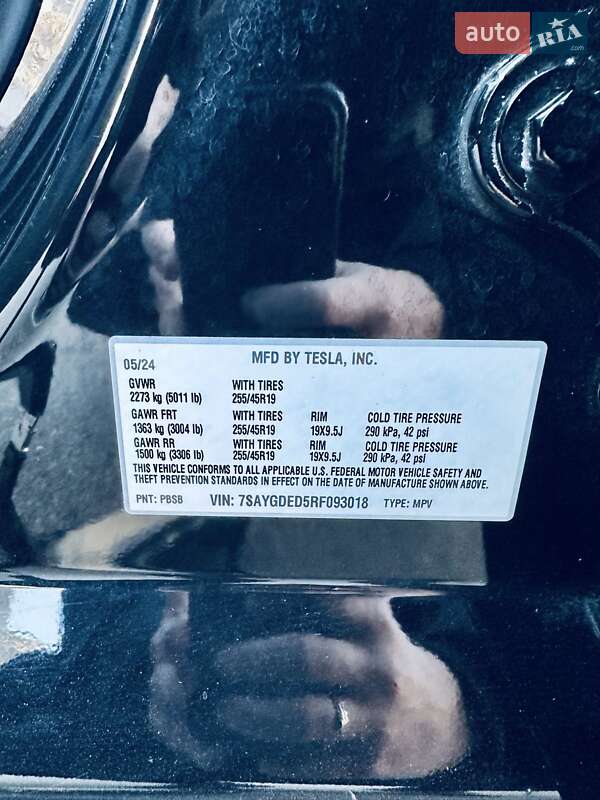 auto RIA
.com
05/24 MFD BY TESLA, INC.
GVWR WITH TIRES
2273 kg (5011 lb) 255/45R19
GAWR FRT WITH TIRES RIM COLD TIRE PRESSURE
1363 kg (3004 lb) 255/45R19 19X9.5J 290 kPa, 42 psi
GAWR RR WITH TIRES RIM COLD TIRE PRESSURE
1500 kg (3306 lb) 255/45R19 19X9.5J 290 kPa, 42 psi
THIS VEHICLE CONFORMS TO ALL APPLICABLE U.S. FEDERAL MOTOR VEHICLE SAFETY AND
THEFT PREVENTION STANDARDS IN EFFECT ON THE DATE OF MANUFACTURE SHOWN ABOVE.
PNT: PBSB VIN: 7SAYGDED5RF093018 TYPE: MPV